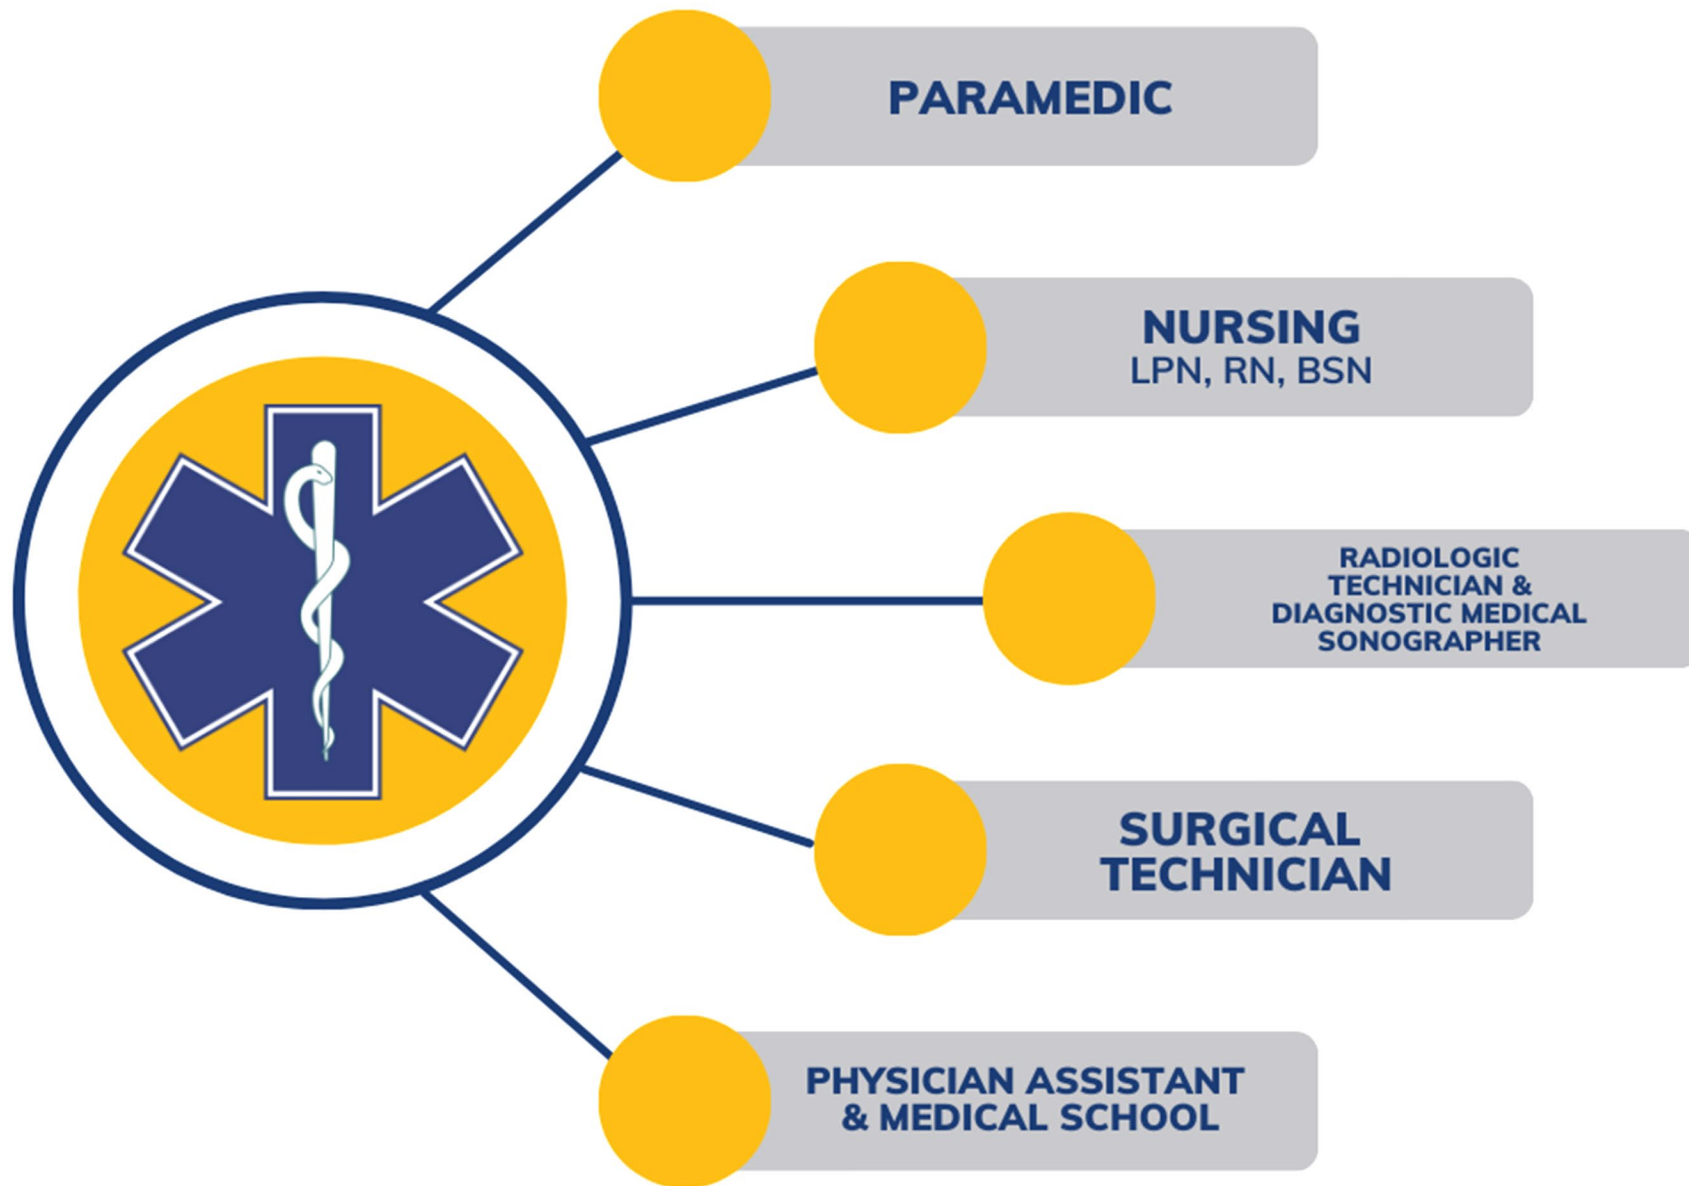 PARAMEDIC
NURSING
LPN, RN, BSN
RADIOLOGIC
TECHNICIAN &
DIAGNOSTIC MEDICAL
SONOGRAPHER
SURGICAL
TECHNICIAN
PHYSICIAN ASSISTANT
& MEDICAL SCHOOL